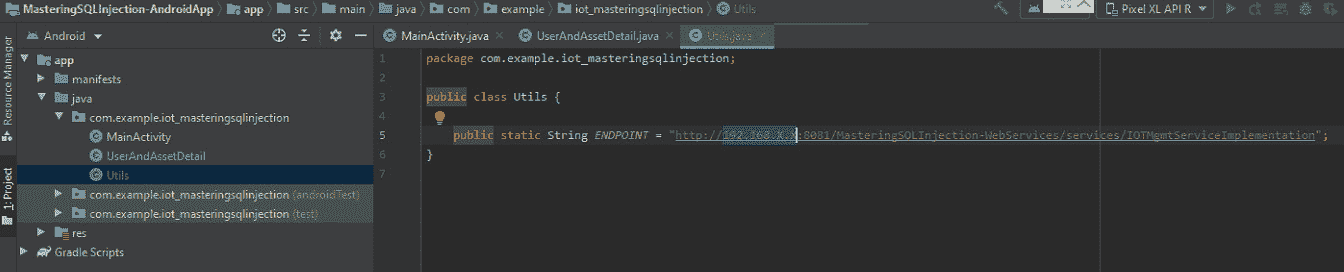 MasteringSQLInjection-AndroidApp app src main java com example iot_masteringsqlinjection Utils
app Pixel XL API R
Android
MainActivity.java UserAndAssetDetail.java Utils.java
Resource Manager
1: Project
app
manifests
java
com.example.iot_masteringsqlinjection
MainActivity
UserAndAssetDetail
Utils
com.example.iot_masteringsqlinjection (androidTest)
com.example.iot_masteringsqlinjection (test)
res
Gradle Scripts
1 package com.example.iot_masteringsqlinjection;
2
3 public class Utils {
4
5 public static String ENDPOINT = "http://192.168.X.X:8081/MasteringSQLInjection-WebServices/services/IOTMgmtServiceImplementation";
6 }
7